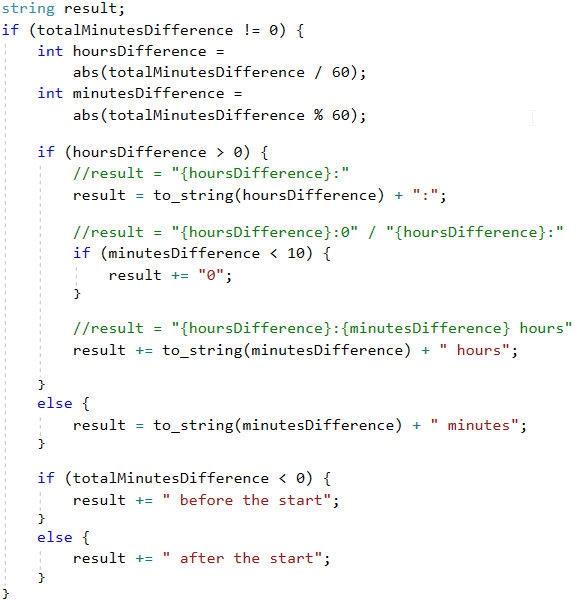 string result;
if (totalMinutesDifference != 0) {
    int hoursDifference =
        abs(totalMinutesDifference / 60);
    int minutesDifference =
        abs(totalMinutesDifference % 60);

    if (hoursDifference > 0) {
        //result = "{hoursDifference}:"
        result = to_string(hoursDifference) + ":";

        //result = "{hoursDifference}:0" / "{hoursDifference}:"
        if (minutesDifference < 10) {
            result += "0";
        }

        //result = "{hoursDifference}:{minutesDifference} hours"
        result += to_string(minutesDifference) + " hours";

    }
    else {
        result = to_string(minutesDifference) + " minutes";
    }

    if (totalMinutesDifference < 0) {
        result += " before the start";
    }
    else {
        result += " after the start";
    }
}